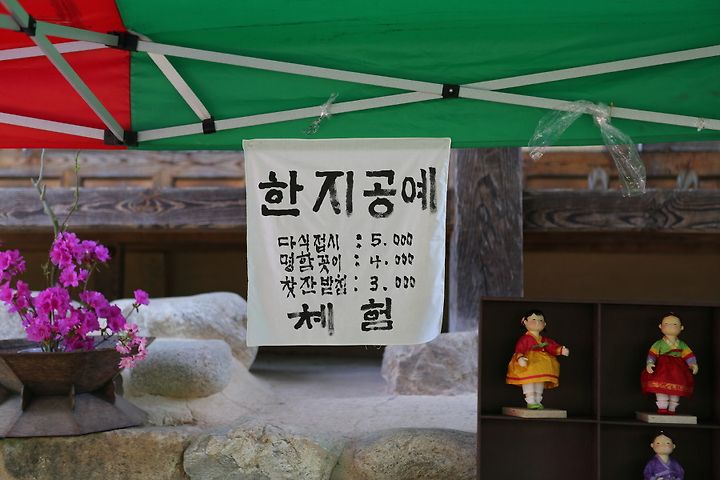 한지공예
다식접시 : 5.000
명함꽂이 : 4.000
찻잔받침 : 3.000
체험